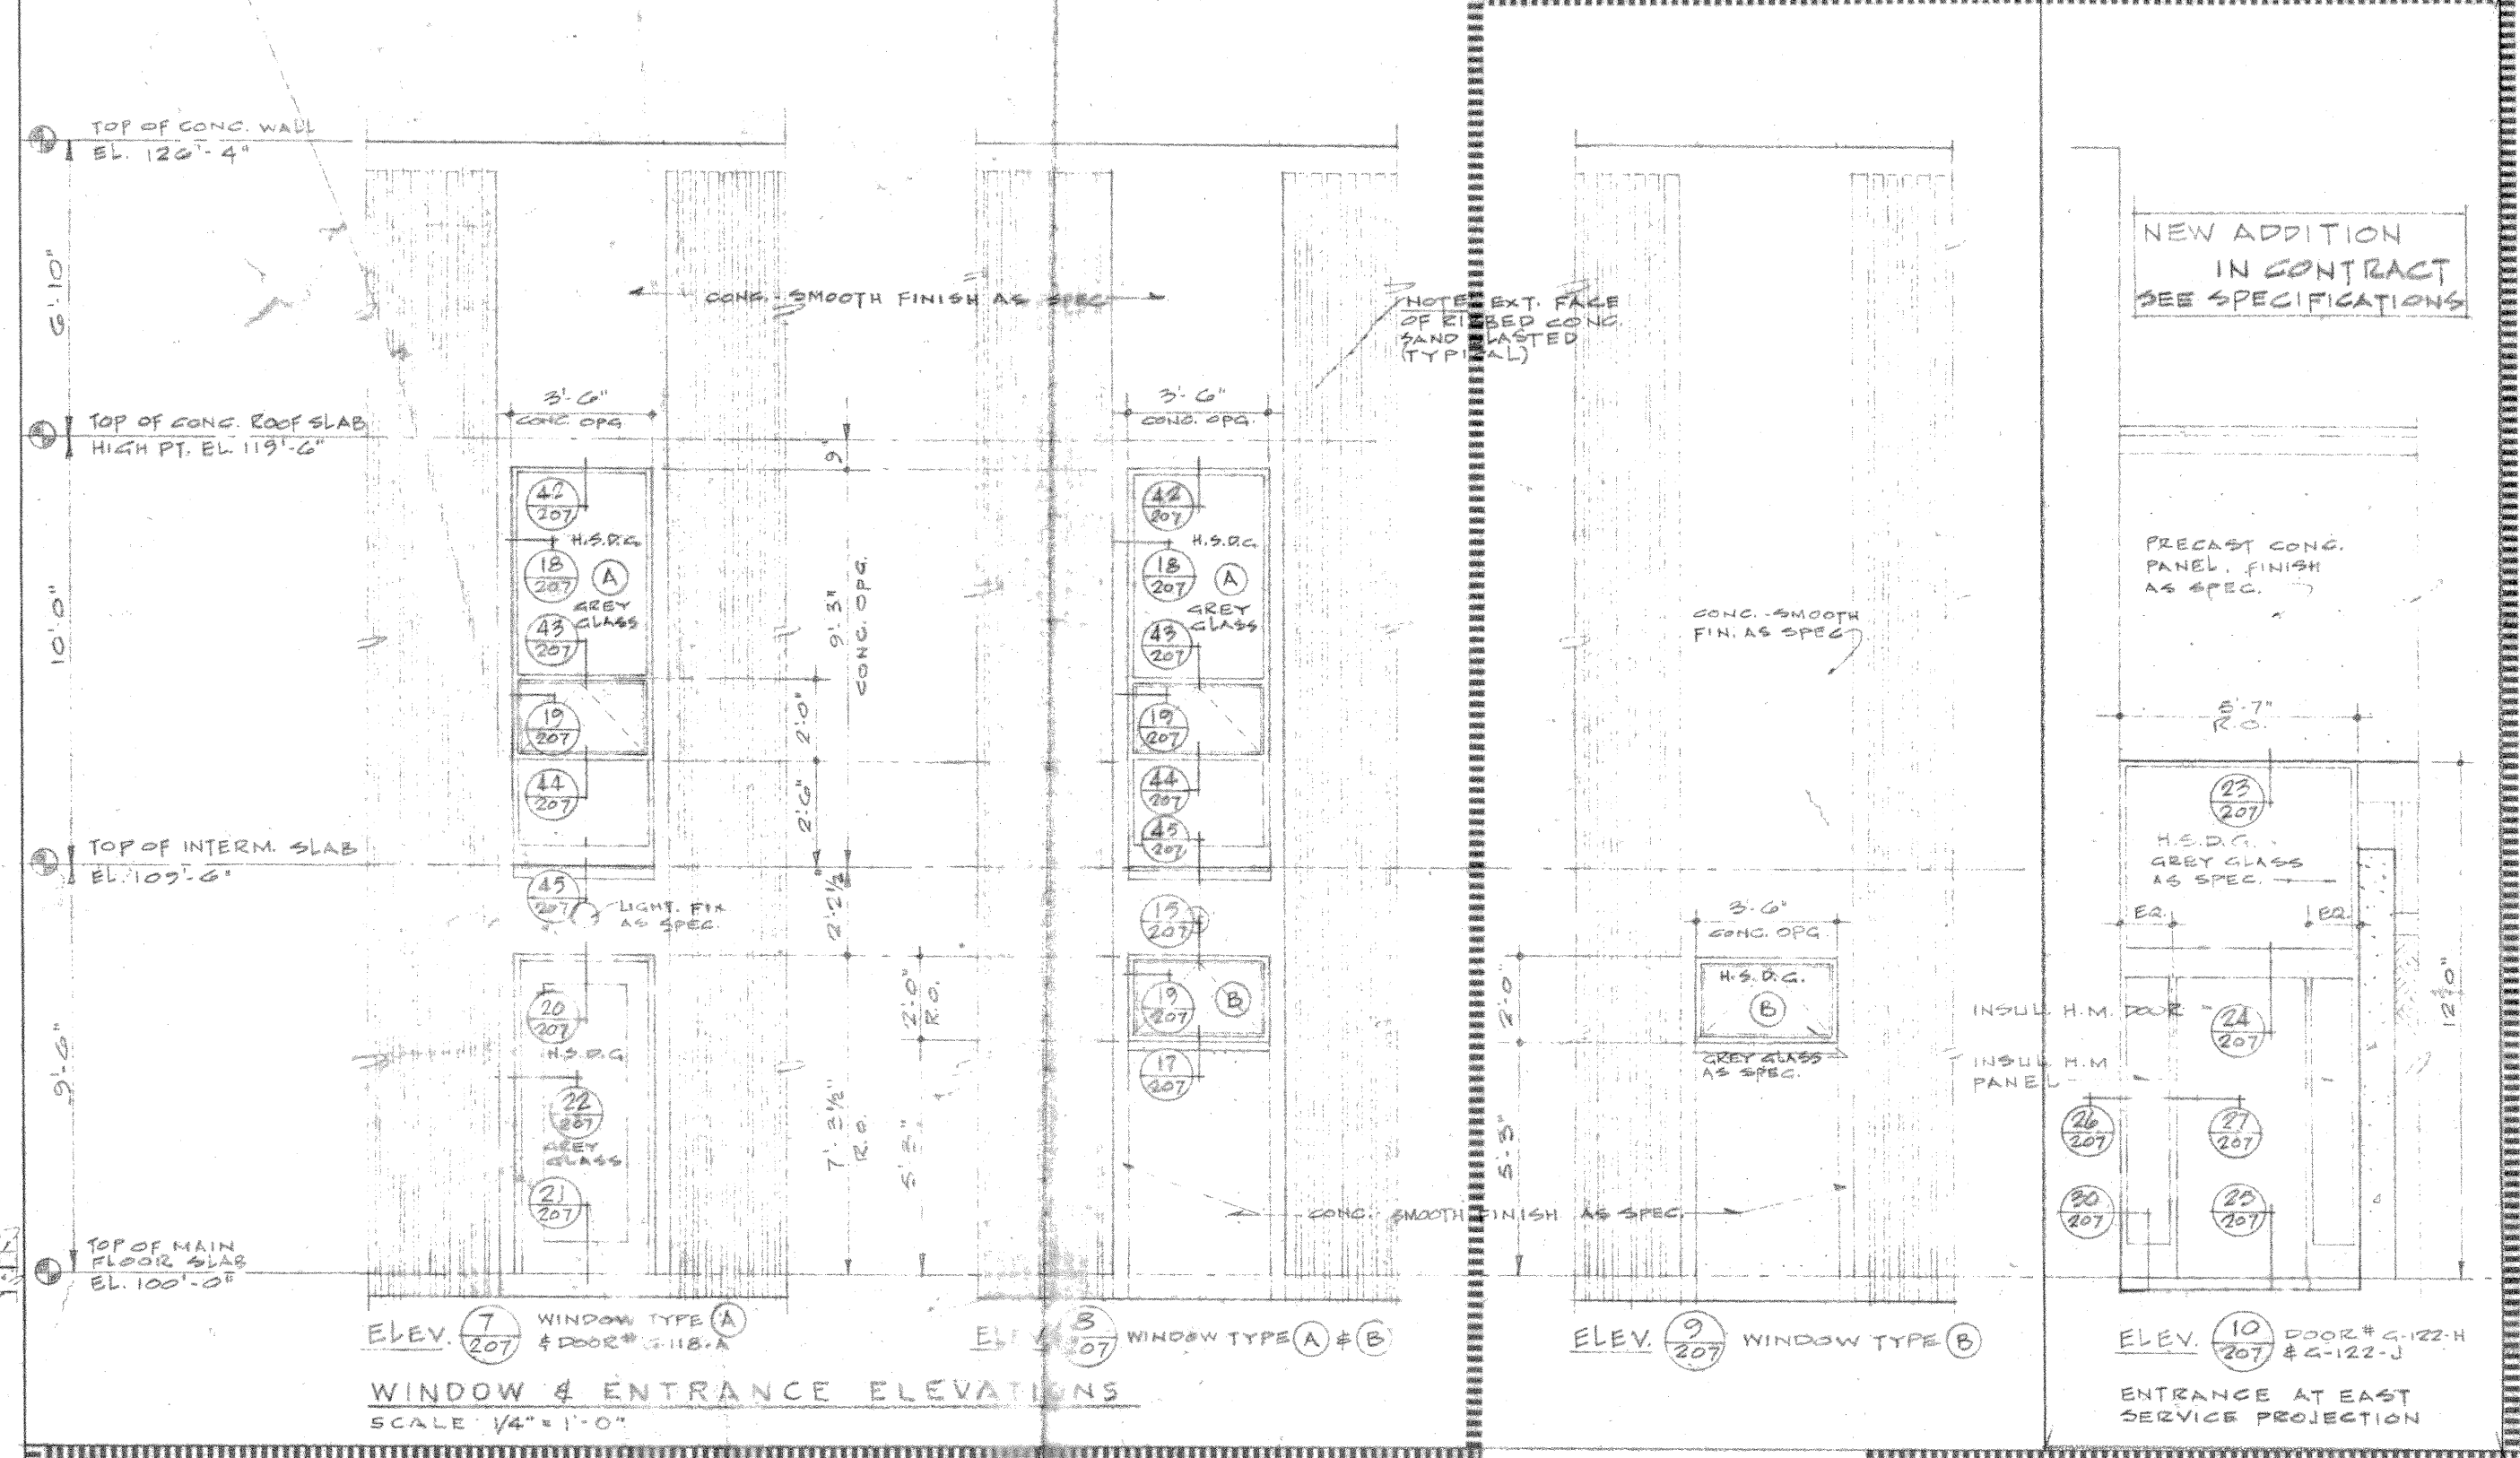 TOP OF CONC. WALL
EL. 126'-4"
6'-10"
TOP OF CONC. ROOF SLAB
HIGH PT. EL. 119'-6"
10'-0"
TOP OF INTERM. SLAB
EL. 109'-6"
9'-6"
TOP OF MAIN
FLOOR SLAB
EL. 100'-0"
CONC. - SMOOTH FINISH AS SPEC
3'-6"
CONC. OPG
42
207
H.S.D.G.
18
207
A
GREY
GLASS
43
207
19
207
44
207
45
207
LIGHT. FIX
AS SPEC.
20
207
H.S.D.G
22
207
GREY
GLASS
21
207
9"
9'-3"
CONC. OPG.
2'-0"
2'-6"
2'-2 1/2"
7'-3 1/2"
R.O.
2'-0"
R.O.
5'-3"
ELEV. 7
207
WINDOW TYPE A
& DOOR# G-118-A
3'-6"
CONC. OPG.
42
207
H.S.D.G
18
207
A
GREY
GLASS
43
207
19
207
44
207
45
207
15
207
19
207
B
17
207
NOTE: EXT. FACE
OF RIBBED CONC
SAND BLASTED
(TYPICAL)
CONC. SMOOTH FINISH AS SPEC.
WINDOW TYPE A & B
CONC. - SMOOTH
FIN. AS SPEC
3'-6"
CONC. OPG
H.S.D.G.
B
GREY GLASS
AS SPEC.
2'-0"
5'-3"
ELEV. 9
207
WINDOW TYPE B
NEW ADDITION
IN CONTRACT
SEE SPECIFICATIONS
PRECAST CONC.
PANEL. FINISH
AS SPEC.
5'-7"
R.O.
23
207
H.S.D.G.
GREY GLASS
AS SPEC.
EQ.
EQ.
INSUL. H.M. DOOR
24
207
INSUL. H.M
PANEL
26
207
27
207
30
207
25
207
12'-0"
ELEV. 10
207
DOOR# G-122-H
& G-122-J
ENTRANCE AT EAST
SERVICE PROJECTION
WINDOW & ENTRANCE ELEVATIONS
SCALE 1/4" = 1'-0"